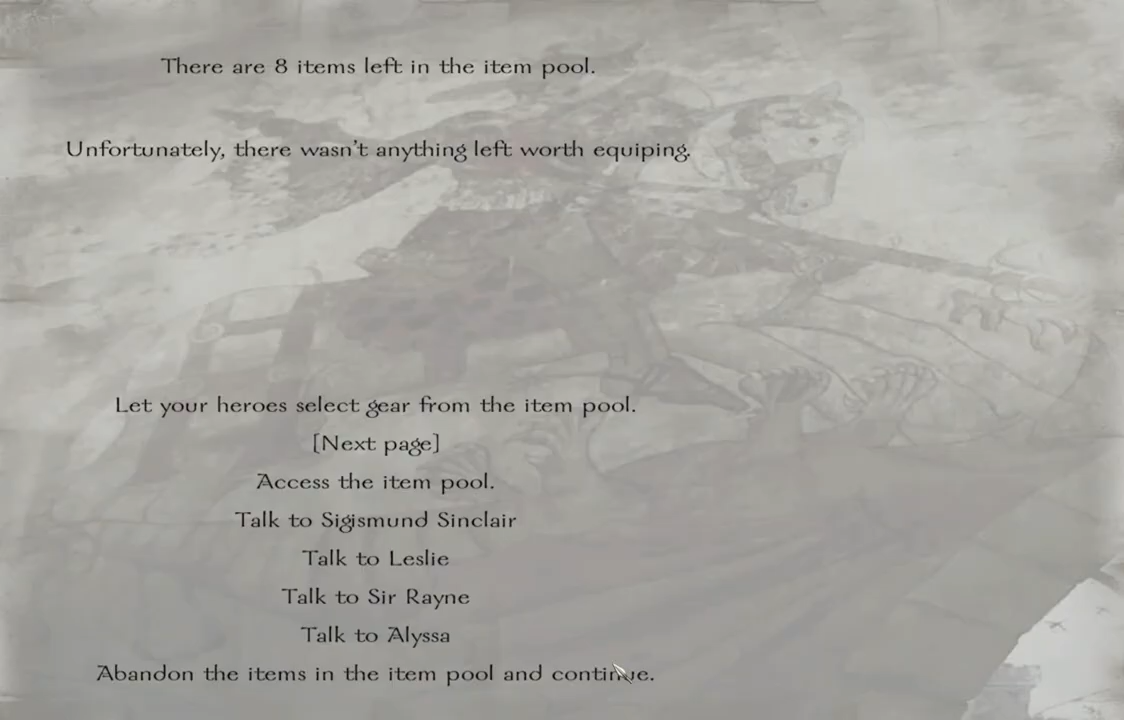 There are 8 items left in the item pool.
Unfortunately, there wasn't anything left worth equiping.
Let your heroes select gear from the item pool.
[Next page]
Access the item pool.
Talk to Sigismund Sinclair
Talk to Leslie
Talk to Sir Rayne
Talk to Alyssa
Abandon the items in the item pool and continue.